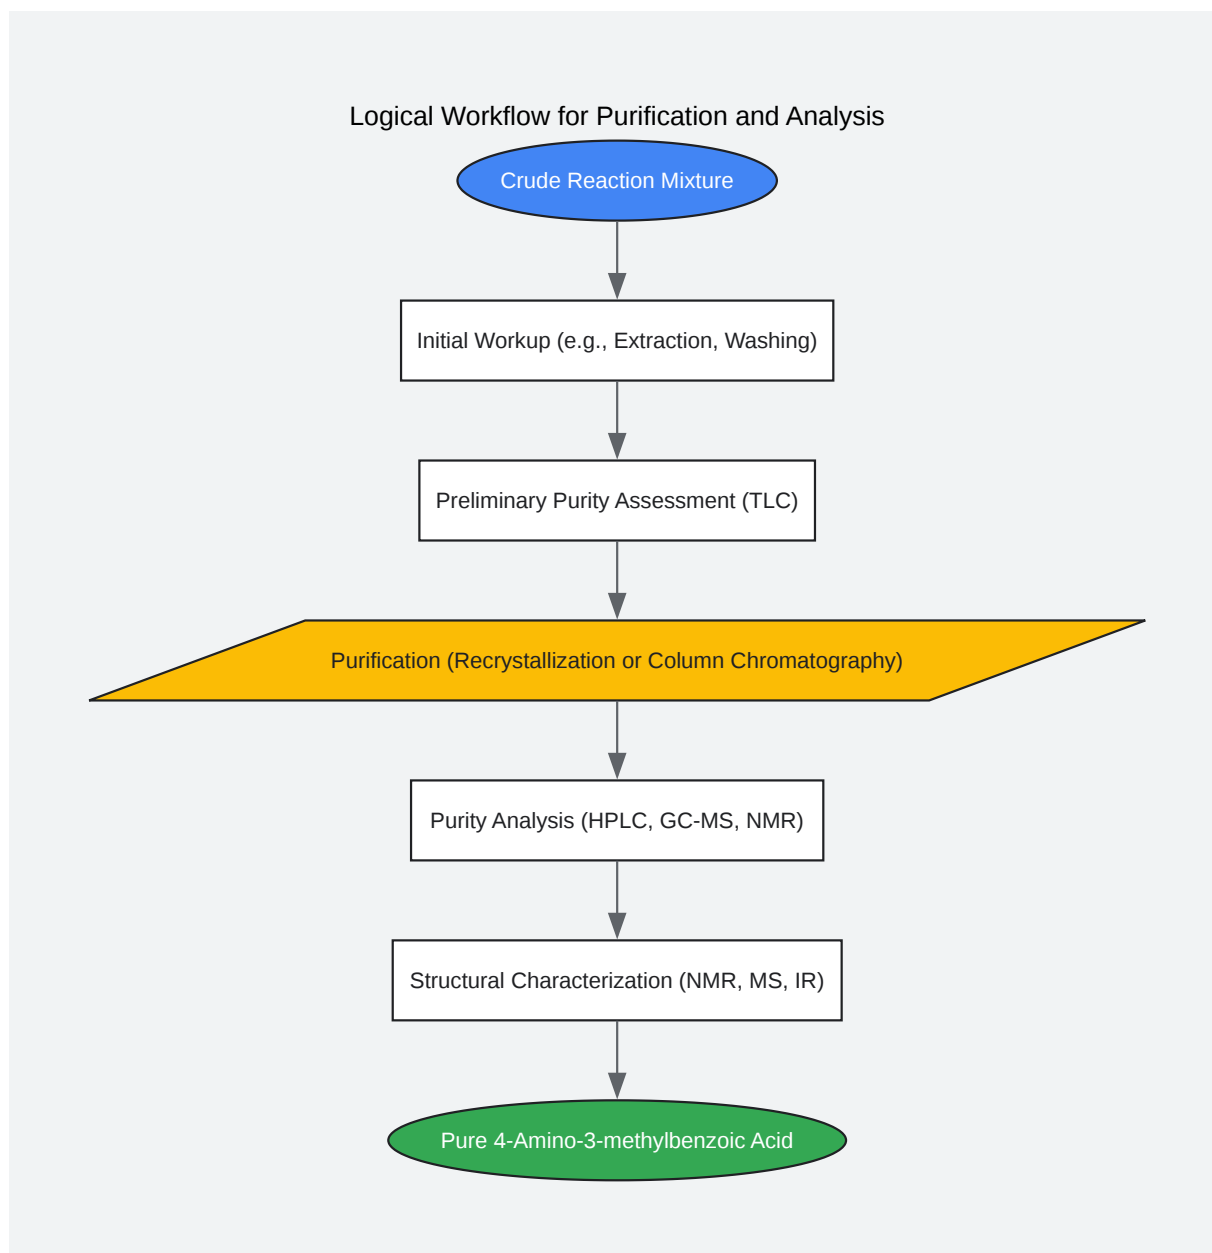 Logical Workflow for Purification and Analysis
Crude Reaction Mixture
Initial Workup (e.g., Extraction, Washing)
Preliminary Purity Assessment (TLC)
Purification (Recrystallization or Column Chromatography)
Purity Analysis (HPLC, GC-MS, NMR)
Structural Characterization (NMR, MS, IR)
Pure 4-Amino-3-methylbenzoic Acid